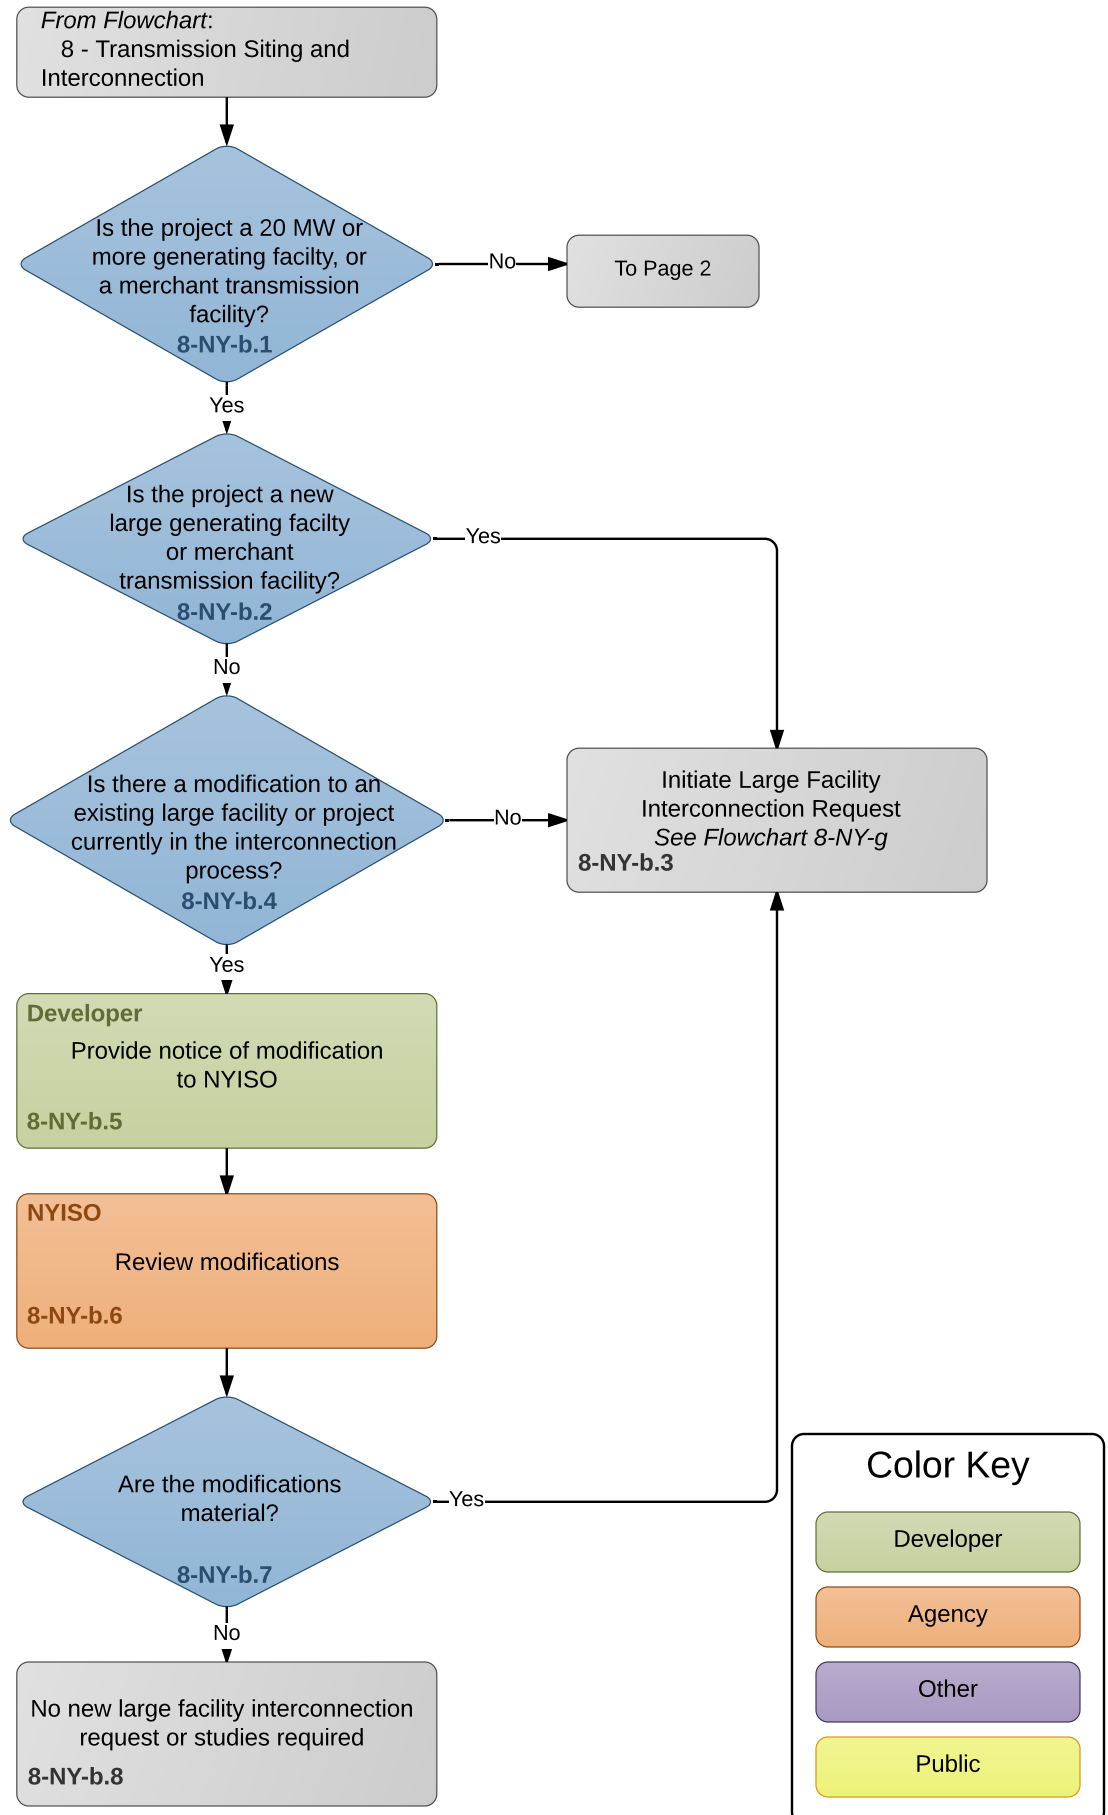 From Flowchart:
8 - Transmission Siting and
Interconnection
Is the project a 20 MW or
more generating facilty, or
a merchant transmission
facility?
8-NY-b.1
No
To Page 2
Yes
Is the project a new
large generating facilty
or merchant
transmission facility?
8-NY-b.2
Yes
No
Is there a modification to an
existing large facility or project
currently in the interconnection
process?
8-NY-b.4
No
Initiate Large Facility
Interconnection Request
See Flowchart 8-NY-g
8-NY-b.3
Yes
Developer
Provide notice of modification
to NYISO
8-NY-b.5
NYISO
Review modifications
8-NY-b.6
Are the modifications
material?
8-NY-b.7
Yes
No
No new large facility interconnection
request or studies required
8-NY-b.8
Color Key
Developer
Agency
Other
Public